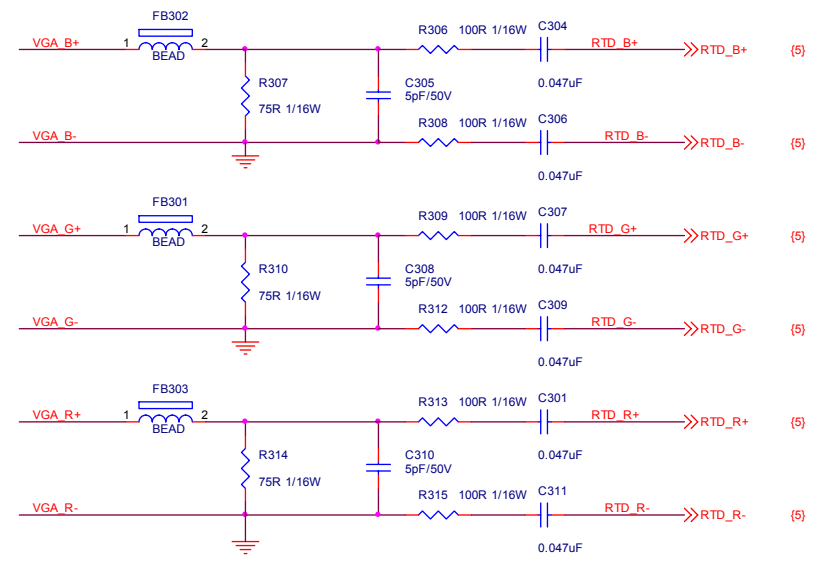 FB302
R306 100R 1/16W C304
VGA_B+ 1 2 RTD_B+ RTD_B+ {5}
BEAD
R307 C305 0.047uF
75R 1/16W 5pF/50V
R308 100R 1/16W C306
VGA_B- RTD_B- RTD_B- {5}
0.047uF
FB301
R309 100R 1/16W C307
VGA_G+ 1 2 RTD_G+ RTD_G+ {5}
BEAD
R310 C308 0.047uF
75R 1/16W 5pF/50V
R312 100R 1/16W C309
VGA_G- RTD_G- RTD_G- {5}
0.047uF
FB303
R313 100R 1/16W C301
VGA_R+ 1 2 RTD_R+ RTD_R+ {5}
BEAD
R314 C310 0.047uF
75R 1/16W 5pF/50V
R315 100R 1/16W C311
VGA_R- RTD_R- RTD_R- {5}
0.047uF